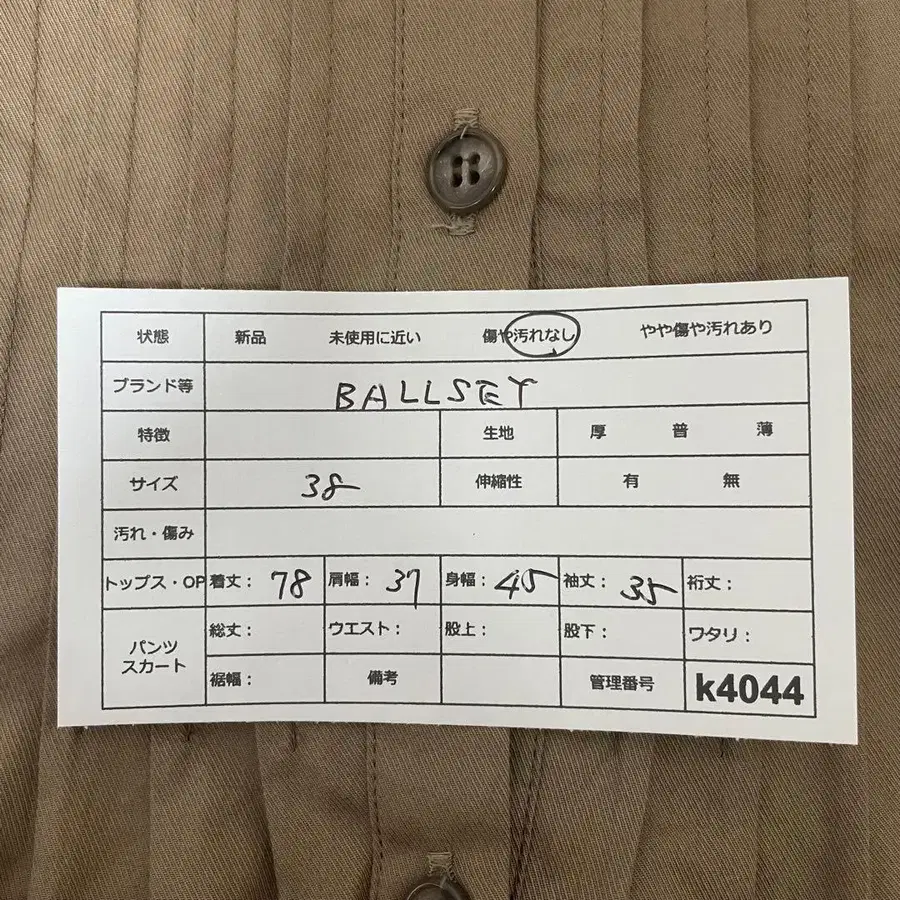 状態 新品 未使用に近い 傷や汚れなし やや傷や汚れあり
ブランド等 BALLSEY
特徴 生地 厚 普 薄
サイズ 38 伸縮性 有 無
汚れ・傷み
トップス・OP 着丈: 78 肩幅: 37 身幅: 45 袖丈: 35 裄丈:
パンツ スカート 総丈: ウエスト: 股上: 股下: ワタリ:
裾幅: 備考 管理番号 k4044